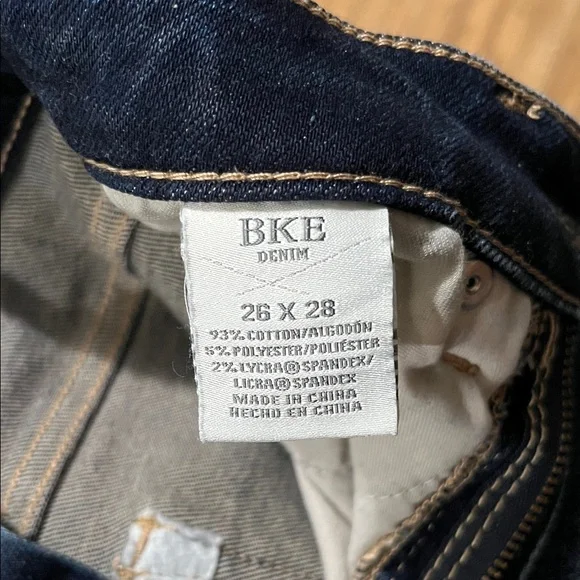 BKE
DENIM
26 X 28
93% COTTON/ALGODÓN
5% POLYESTER/POLIÉSTER
2% LYCRA® SPANDEX/
LICRA® SPANDEX
MADE IN CHINA
HECHO EN CHINA